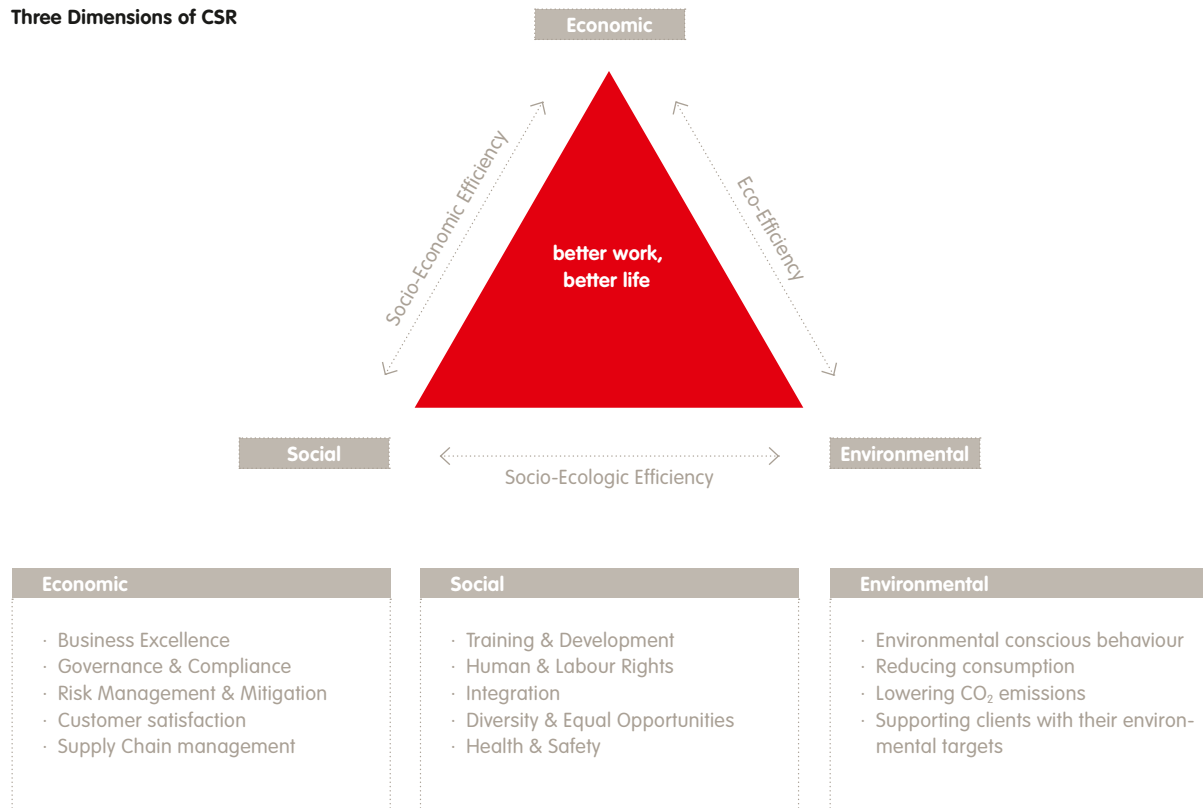 Three Dimensions of CSR
Economic
Socio-Economic Efficiency
Eco-Efficiency
better work,
better life
Social
Environmental
Socio-Ecologic Efficiency
Economic
· Business Excellence
· Governance & Compliance
· Risk Management & Mitigation
· Customer satisfaction
· Supply Chain management
Social
· Training & Development
· Human & Labour Rights
· Integration
· Diversity & Equal Opportunities
· Health & Safety
Environmental
· Environmental conscious behaviour
· Reducing consumption
· Lowering CO₂ emissions
· Supporting clients with their environ-
mental targets